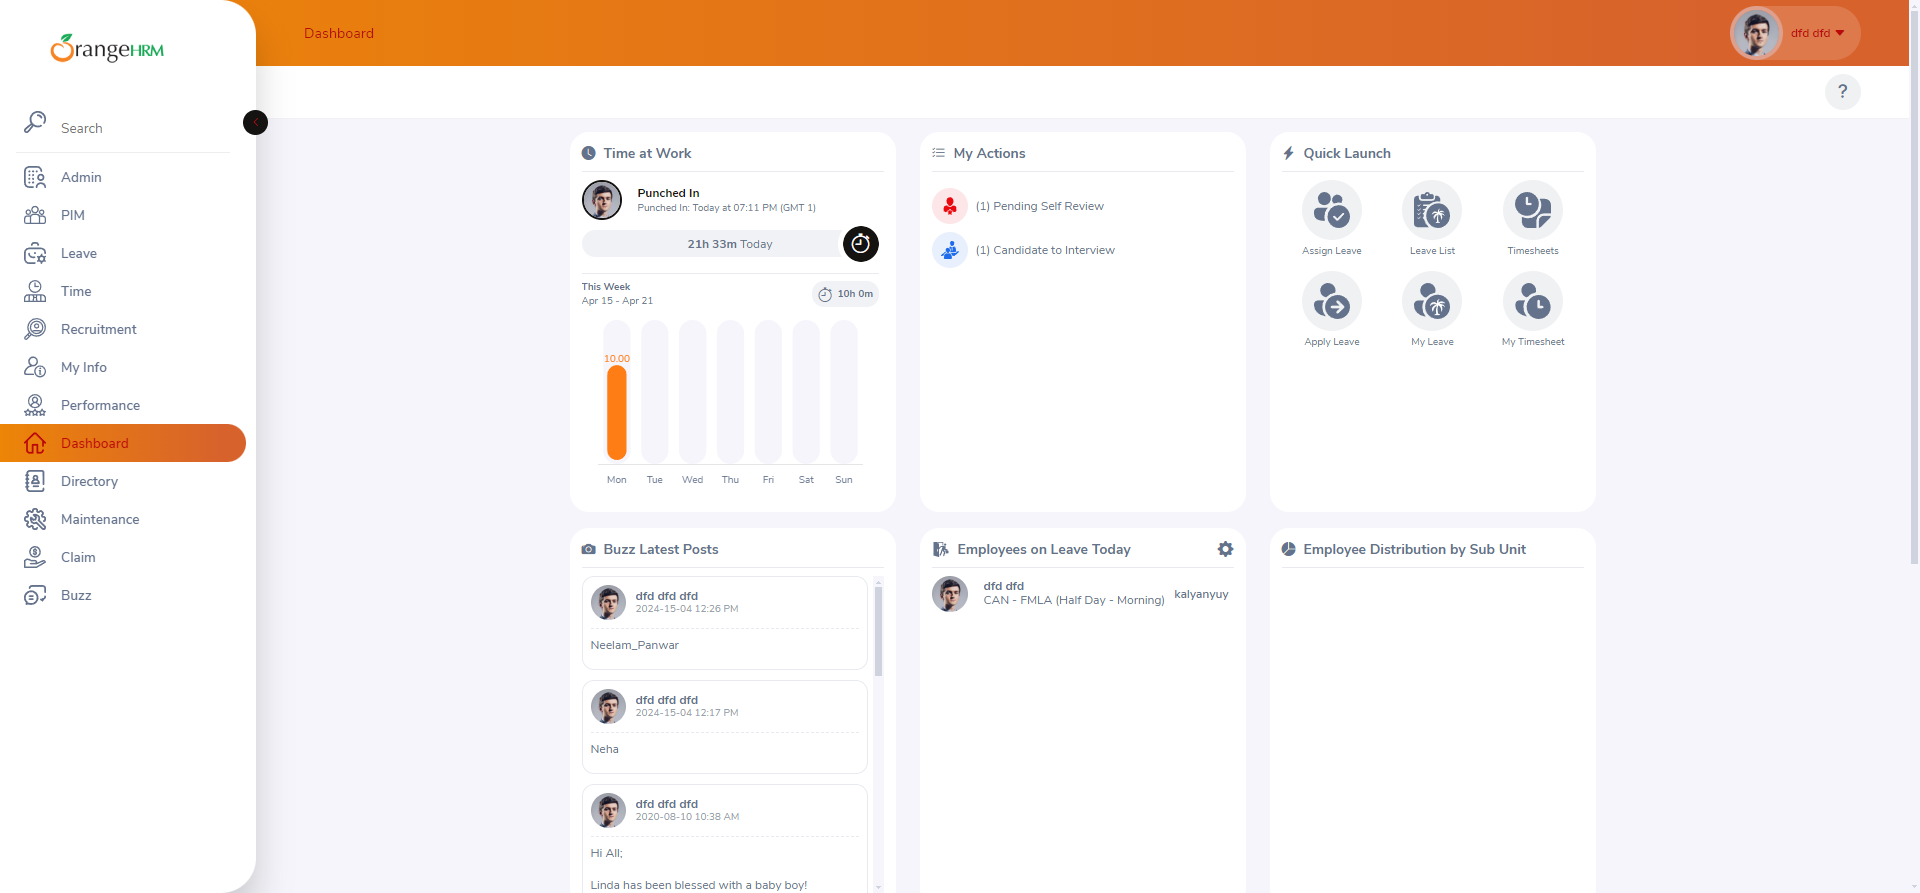 OrangeHRM
Dashboard
dfd dfd
?
Search
Admin
PIM
Leave
Time
Recruitment
My Info
Performance
Dashboard
Directory
Maintenance
Claim
Buzz
Time at Work
Punched In
Punched In: Today at 07:11 PM (GMT 1)
21h 33m Today
This Week
Apr 15 - Apr 21
10h 0m
10.00
Mon Tue Wed Thu Fri Sat Sun
My Actions
(1) Pending Self Review
(1) Candidate to Interview
Quick Launch
Assign Leave
Leave List
Timesheets
Apply Leave
My Leave
My Timesheet
Buzz Latest Posts
dfd dfd dfd
2024-15-04 12:26 PM
Neelam_Panwar
dfd dfd dfd
2024-15-04 12:17 PM
Neha
dfd dfd dfd
2020-08-10 10:38 AM
Hi All;
Linda has been blessed with a baby boy!
Employees on Leave Today
dfd dfd
CAN - FMLA (Half Day - Morning)
kalyanyuy
Employee Distribution by Sub Unit